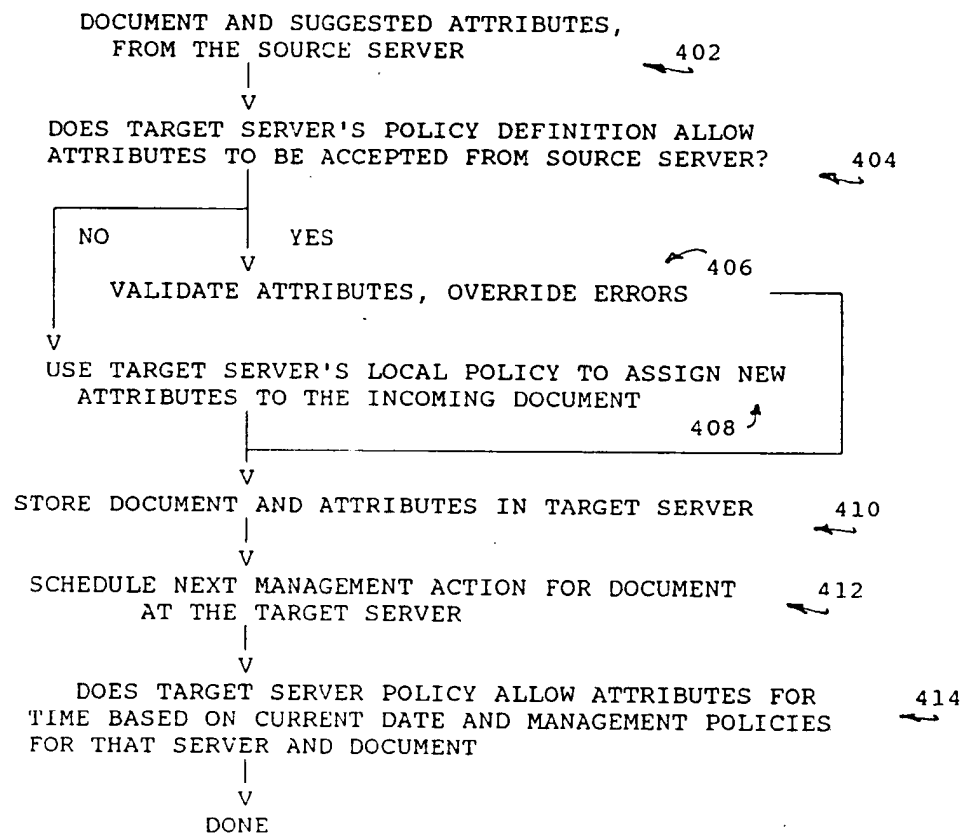 DOCUMENT AND SUGGESTED ATTRIBUTES,
FROM THE SOURCE SERVER
402
V
DOES TARGET SERVER'S POLICY DEFINITION ALLOW
ATTRIBUTES TO BE ACCEPTED FROM SOURCE SERVER?
404
NO YES
V
406
VALIDATE ATTRIBUTES, OVERRIDE ERRORS
V
USE TARGET SERVER'S LOCAL POLICY TO ASSIGN NEW
ATTRIBUTES TO THE INCOMING DOCUMENT
408
V
STORE DOCUMENT AND ATTRIBUTES IN TARGET SERVER 410
V
SCHEDULE NEXT MANAGEMENT ACTION FOR DOCUMENT 412
AT THE TARGET SERVER
V
DOES TARGET SERVER POLICY ALLOW ATTRIBUTES FOR 414
TIME BASED ON CURRENT DATE AND MANAGEMENT POLICIES
FOR THAT SERVER AND DOCUMENT
V
DONE